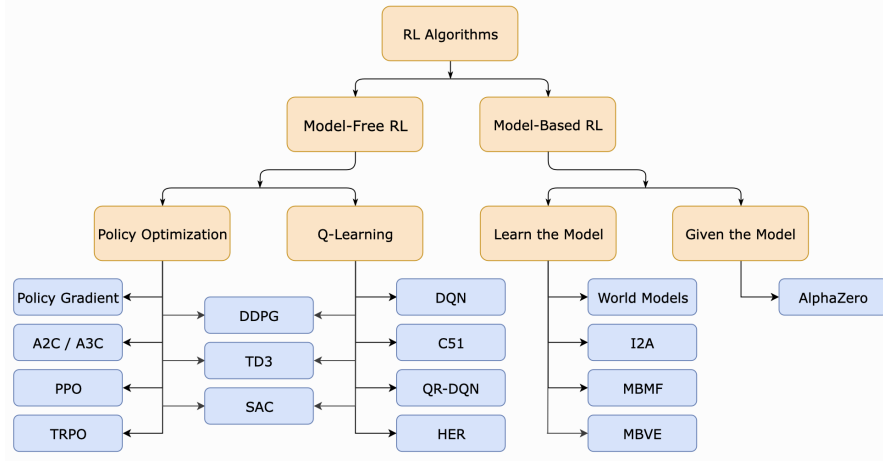 RL Algorithms
Model-Free RL
Model-Based RL
Policy Optimization
Q-Learning
Learn the Model
Given the Model
Policy Gradient
DDPG
DQN
World Models
AlphaZero
A2C / A3C
TD3
C51
I2A
PPO
SAC
QR-DQN
MBMF
TRPO
HER
MBVE